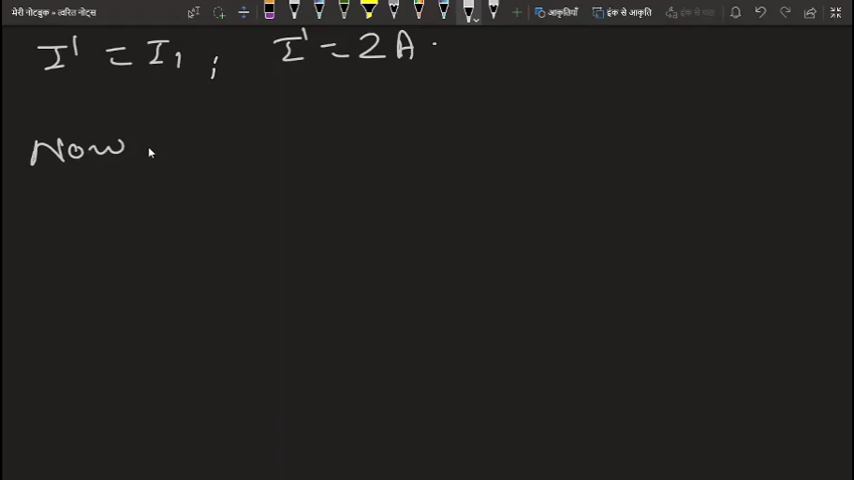 मेरी नोटबुक » त्वरित नोट्स आकृतियाँ इंक से आकृति इंक से पाठ
I' = I₁ ; I' = 2A .
Now